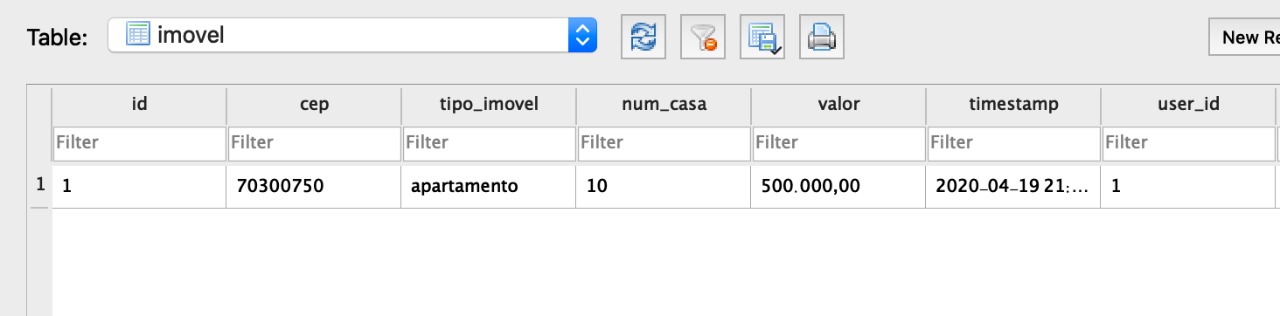 Table: imovel New Re
id cep tipo_imovel num_casa valor timestamp user_id
Filter Filter Filter Filter Filter Filter Filter
1 1 70300750 apartamento 10 500.000,00 2020-04-19 21:... 1